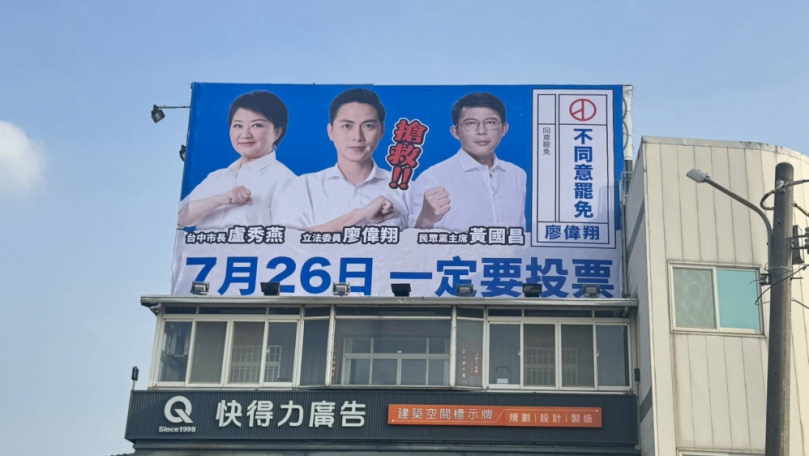 搶救!!
同意罷免
不同意罷免
廖偉翔
台中市長盧秀燕
立法委員廖偉翔
民眾黨主席黃國昌
7月26日 一定要投票
Q
Since1998
快得力廣告
建築空間標示牌 規劃|設計|製造